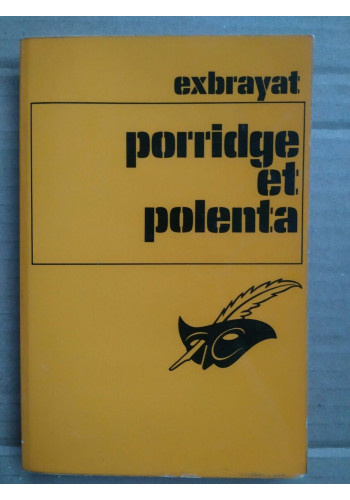 exbrayat
porridge
et
polenta